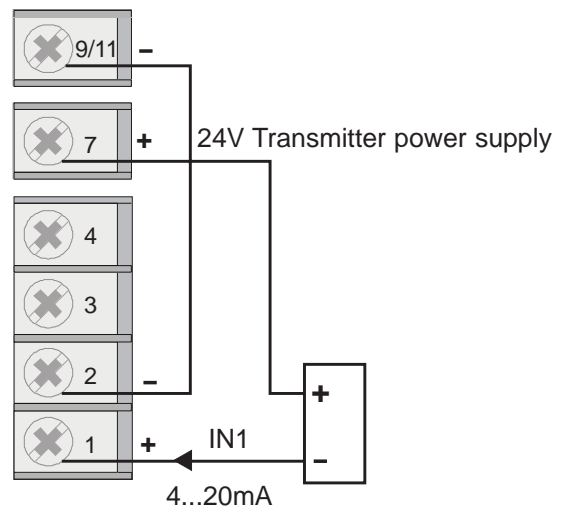 9/11 –
7 + 24V Transmitter power supply
4
3
2 –
+
1 + IN1 –
4...20mA